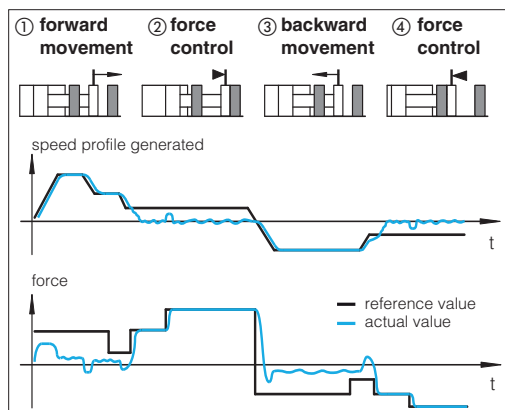 ① forward movement
② force control
③ backward movement
④ force control
speed profile generated
t
force
reference value
actual value
t